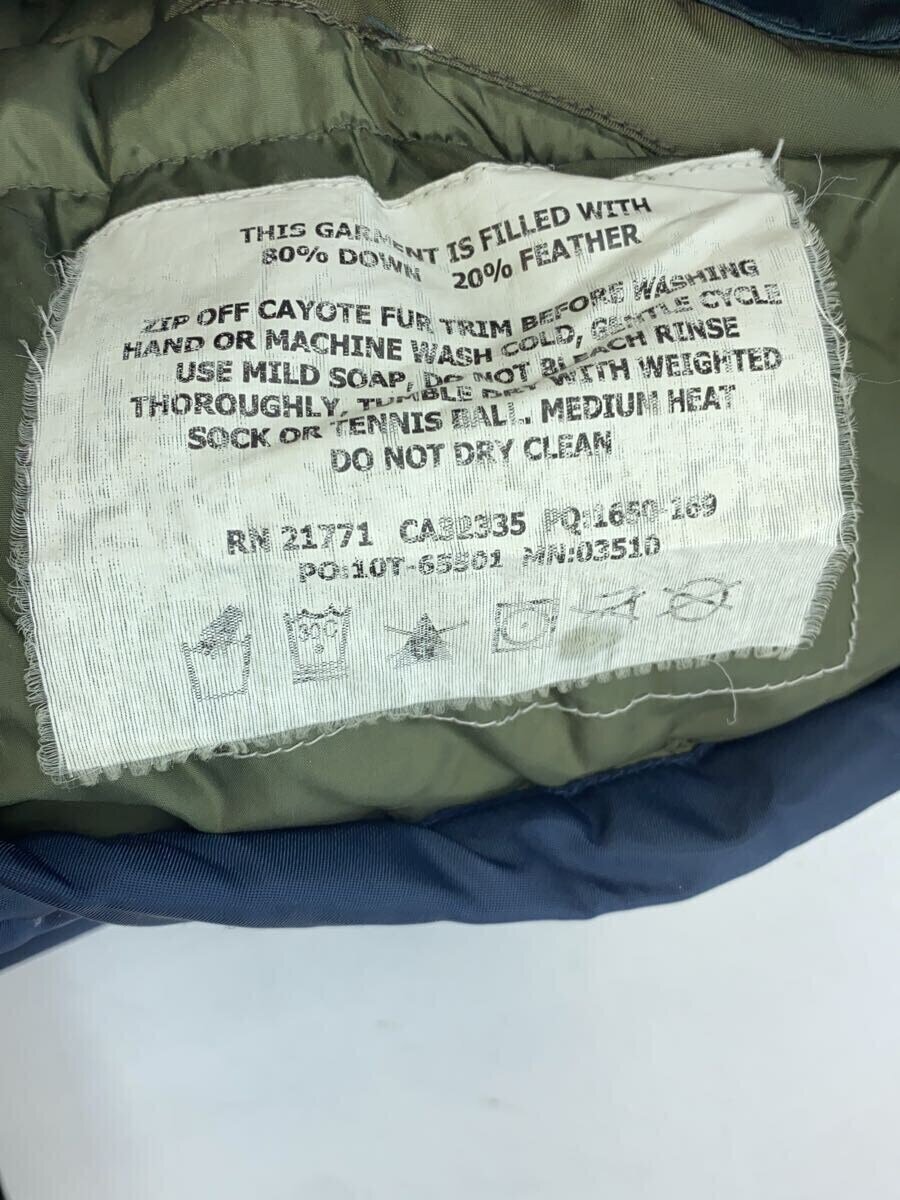 THIS GARMENT IS FILLED WITH
80% DOWN 20% FEATHER
ZIP OFF CAYOTE FUR TRIM BEFORE WASHING
HAND OR MACHINE WASH COLD, GENTLE CYCLE
USE MILD SOAP, DO NOT BLEACH RINSE
THOROUGHLY, TUMBLE DRY WITH WEIGHTED
SOCK OR TENNIS BALL. MEDIUM HEAT
DO NOT DRY CLEAN
RN 21771 CA32335 PQ:1650-169
PO:10T-65501 MN:03510
30C